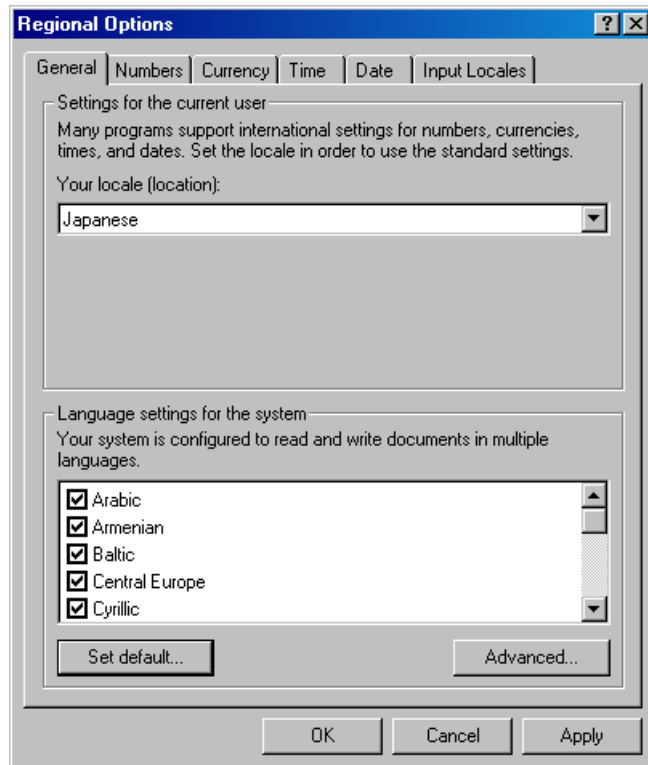 Regional Options
General Numbers Currency Time Date Input Locales
Settings for the current user
Many programs support international settings for numbers, currencies,
times, and dates. Set the locale in order to use the standard settings.
Your locale (location):
Japanese
Language settings for the system
Your system is configured to read and write documents in multiple
languages.
Arabic
Armenian
Baltic
Central Europe
Cyrillic
Set default... Advanced...
OK Cancel Apply